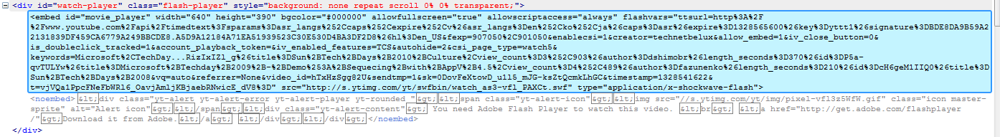 <div id="watch-player" class="flash-player" style="background: none repeat scroll 0% 0% transparent;">
<embed id="movie_player" width="640" height="390" bgcolor="#000000" allowfullscreen="true" allowscriptaccess="always" flashvars="ttsurl=http%3A%2F
%2Fwww.youtube.com%2Fapi%2Ftimedtext%3Fsparams%3Dasr_langs%252Ccaps%252Cexpire%252Cv%26asr_langs%3Den%252Cko%252Cja%26caps%3Dasr%26expire%3D1328565600%26key%3Dyttt1%26signature%3DBDE8DA9B59A2
2131839DF459CA6779A249BBCDE8.A5D9A12184A71EA51939523C30E530D4BA3DF2D8%26hl%3Den_US&fexp=907050%2C901050&enablecsi=1&creator=technetbelux&allow_embed=1&iv_close_button=0&
is_doubleclick_tracked=1&account_playback_token=&iv_enabled_features=TCS&autohide=2&csi_page_type=watch5&
keywords=Microsoft%2CTechDay...RizIxIZl_g%26title%3DSun%2BTech%2BDays%2B2010%2BCulture%2Cview_count%3D3%252C903%26author%3Ddshimobr%26length_seconds%3D370%26id%3DP5a-
qvTULYw%26title%3DMicrosoft%2BTechday%2B2009%2B-%2BDemo%253A%2BSequecing%2Bwith%2BAppV%2B4.5%2Cview_count%3D4%252C489%26author%3Dfazunenko%26length_seconds%3D210%26id%3DcH6geM1IIQ0%26title%3D
Sun%2BTech%2BDays%2B2008&vq=auto&referrer=None&video_id=hTxHzSgg82U&sendtmp=1&sk=0DovFeXtowD_u1l5_mJG-ksZtQcmkLhGC&timestamp=1328541622&
t=vjVQa1PpcFNeFbWRl6_OavjAmljKBjaebRNwicE_dV8%3D" src="http://s.ytimg.com/yt/swfbin/watch_as3-vfl_PAXCt.swf" type="application/x-shockwave-flash">
<noembed> &lt;div class="yt-alert yt-alert-error yt-alert-player yt-rounded "&gt;&lt;span class="yt-alert-icon"&gt;&lt;img src="//s.ytimg.com/yt/img/pixel-vfl3z5WfW.gif" class="icon master-
sprite" alt="Alert icon"&gt;&lt;/span&gt;&lt;div class="yt-alert-content"&gt; You need Adobe Flash Player to watch this video. &lt;br&gt; &lt;a href="http://get.adobe.com/flashplayer
/"&gt;Download it from Adobe.&lt;/a&gt; &lt;/div&gt;&lt;/div&gt;</noembed>
</div>